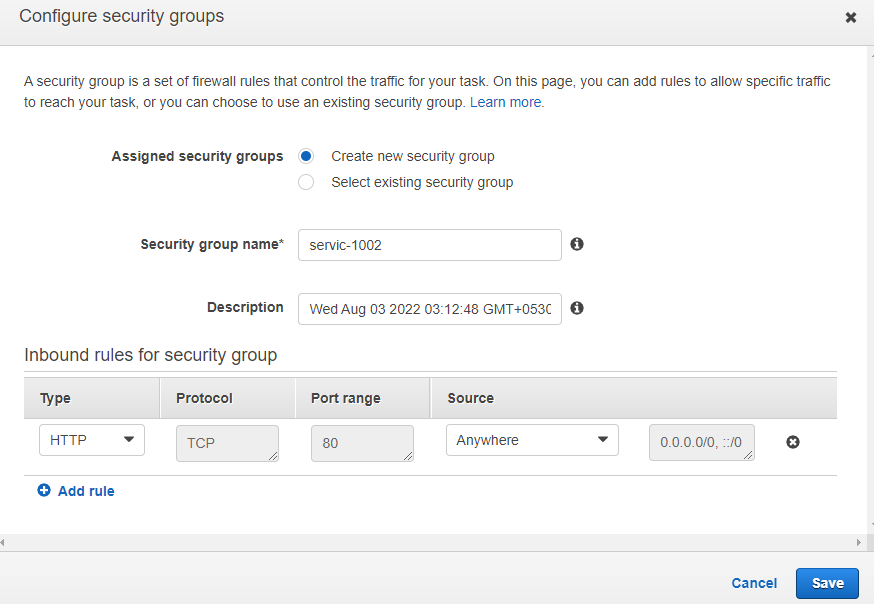 Configure security groups
A security group is a set of firewall rules that control the traffic for your task. On this page, you can add rules to allow specific traffic
to reach your task, or you can choose to use an existing security group. Learn more.
Assigned security groups Create new security group
Select existing security group
Security group name* servic-1002
Description Wed Aug 03 2022 03:12:48 GMT+0530
Inbound rules for security group
Type Protocol Port range Source
HTTP TCP 80 Anywhere 0.0.0.0/0, ::/0
Add rule
Cancel Save